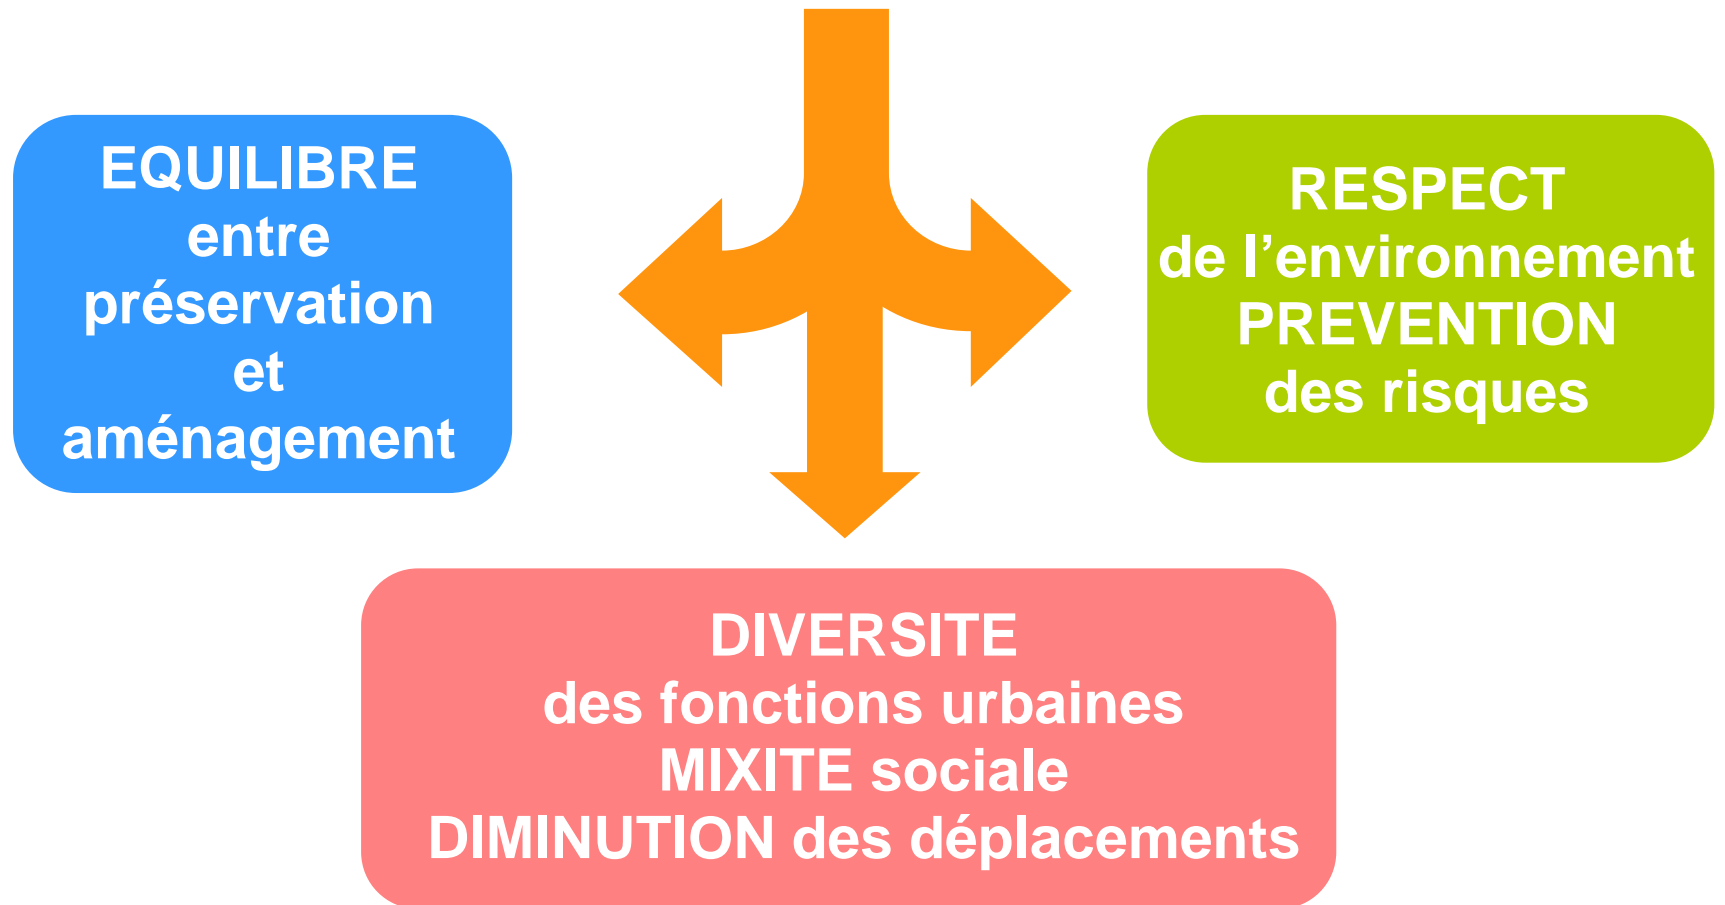 EQUILIBRE
entre
préservation
et
aménagement
RESPECT
de l’environnement
PREVENTION
des risques
DIVERSITE
des fonctions urbaines
MIXITE sociale
DIMINUTION des déplacements